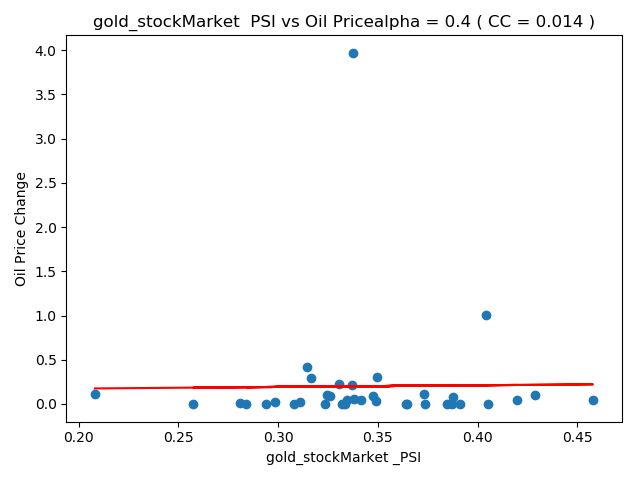 gold_stockMarket  PSI vs Oil Pricealpha = 0.4 ( CC = 0.014 )
4.0
3.5
3.0
2.5
2.0
1.5
1.0
0.5
0.0
Oil Price Change
0.20 0.25 0.30 0.35 0.40 0.45
gold_stockMarket _PSI